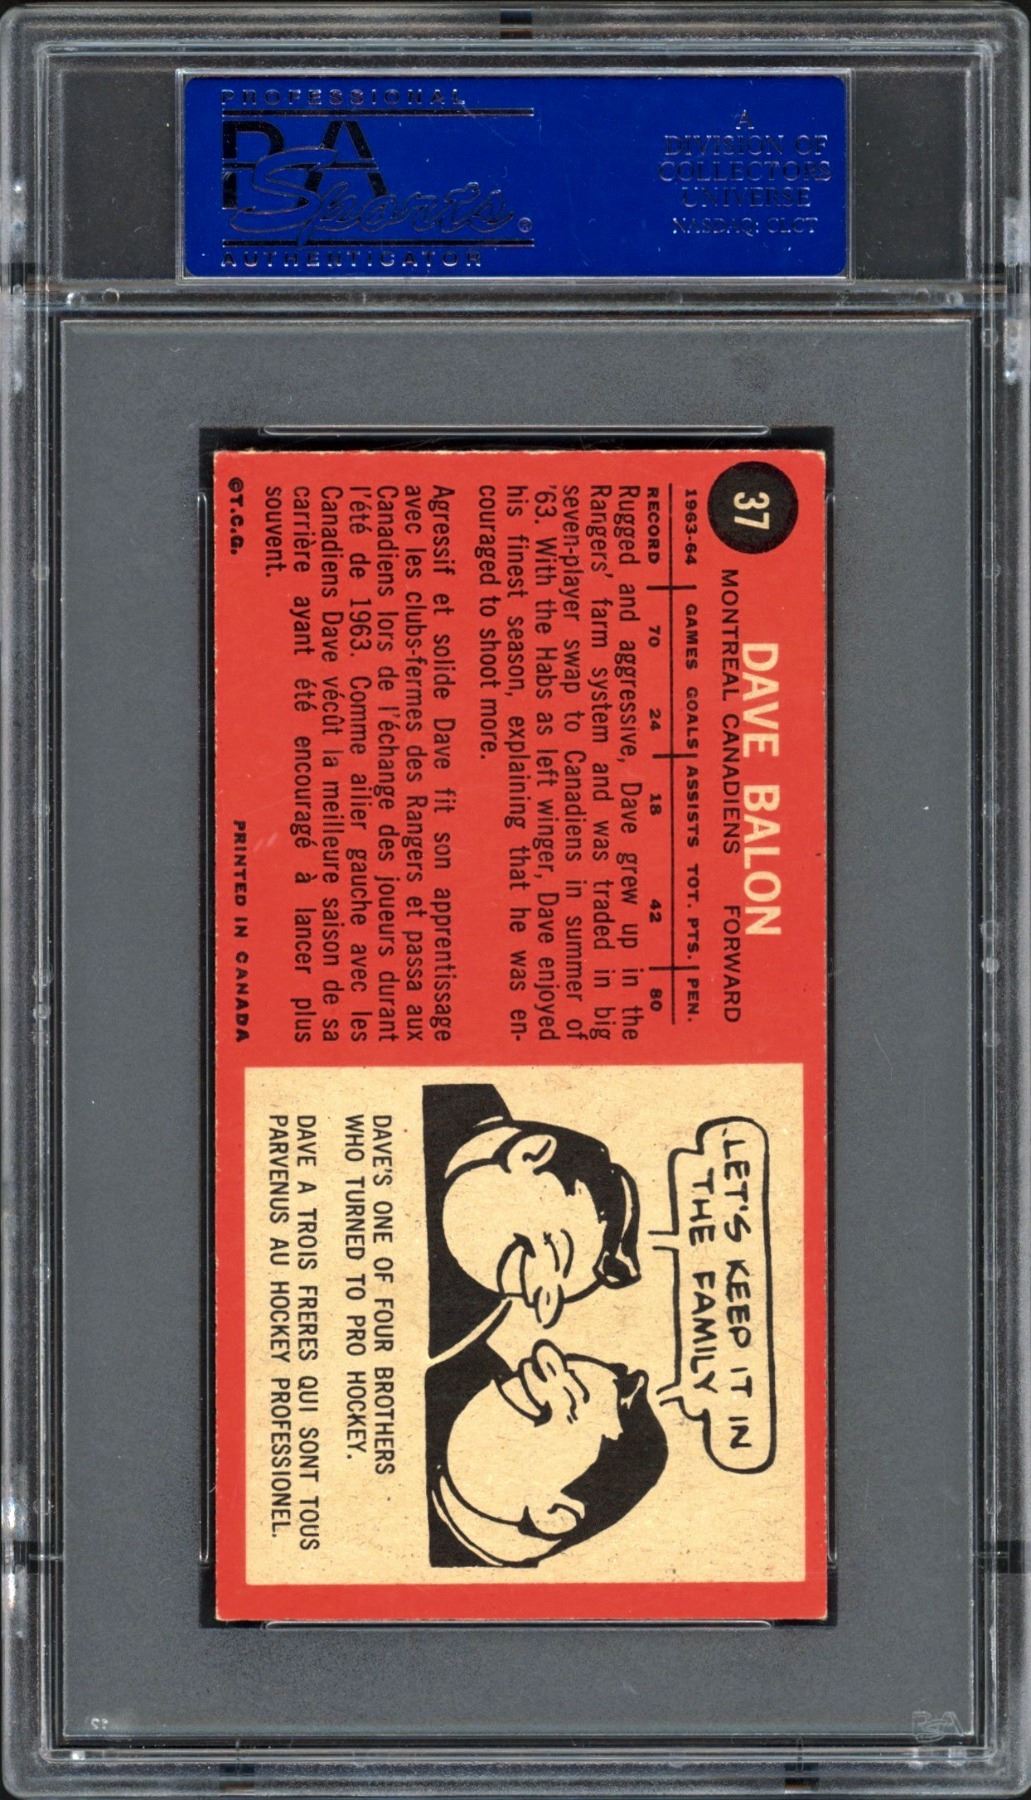 PROFESSIONAL
PSA
Sports®
AUTHENTICATOR
A
DIVISION OF
COLLECTORS
UNIVERSE
NASDAQ: CLCT
37
DAVE BALON
MONTREAL CANADIENS FORWARD
1963-64 GAMES GOALS ASSISTS TOT. PTS. PEN.
RECORD 70 24 18 42 80
Rugged and aggressive, Dave grew up in the
Rangers' farm system and was traded in big
seven-player swap to Canadiens in summer of
'63. With the Habs as left winger, Dave enjoyed
his finest season, explaining that he was en-
couraged to shoot more.
Agressif et solide Dave fit son apprentissage
avec les clubs-fermes des Rangers et passa aux
Canadiens lors de l'échange des joueurs durant
l'été de 1963. Comme ailier gauche avec les
Canadiens Dave vécût la meilleure saison de sa
carrière ayant été encouragé à lancer plus
souvent.
©T.C.G.
PRINTED IN CANADA
LET'S KEEP IT IN
THE FAMILY
DAVE'S ONE OF FOUR BROTHERS
WHO TURNED TO PRO HOCKEY.
DAVE A TROIS FRERES QUI SONT TOUS
PARVENUS AU HOCKEY PROFESSIONEL.
12
PSA